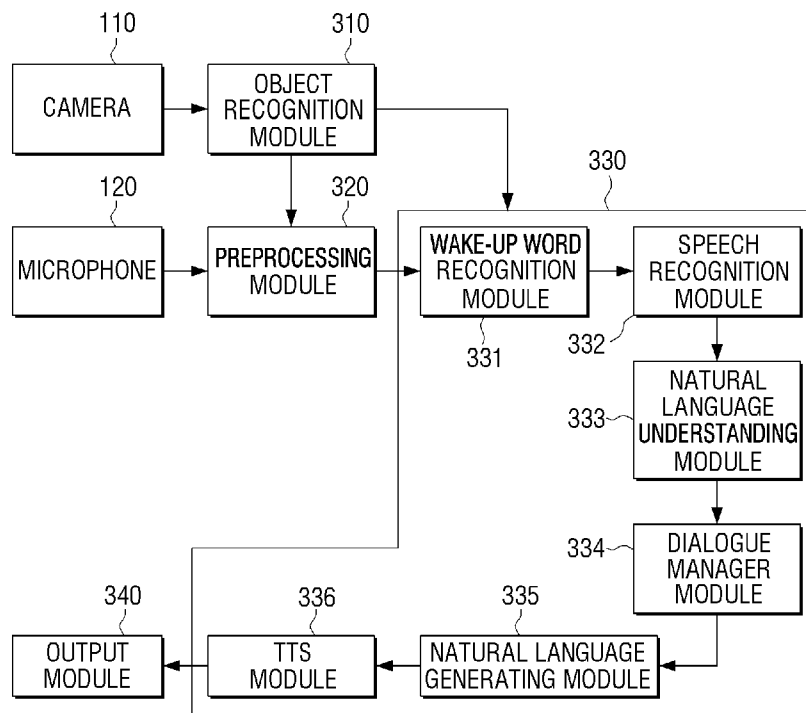 110
310
CAMERA
OBJECT
RECOGNITION
MODULE
120
320
330
MICROPHONE
PREPROCESSING
MODULE
WAKE-UP WORD
RECOGNITION
MODULE
331
SPEECH
RECOGNITION
MODULE
332
333
NATURAL
LANGUAGE
UNDERSTANDING
MODULE
334
DIALOGUE
MANAGER
MODULE
340
336
335
OUTPUT
MODULE
TTS
MODULE
NATURAL LANGUAGE
GENERATING MODULE